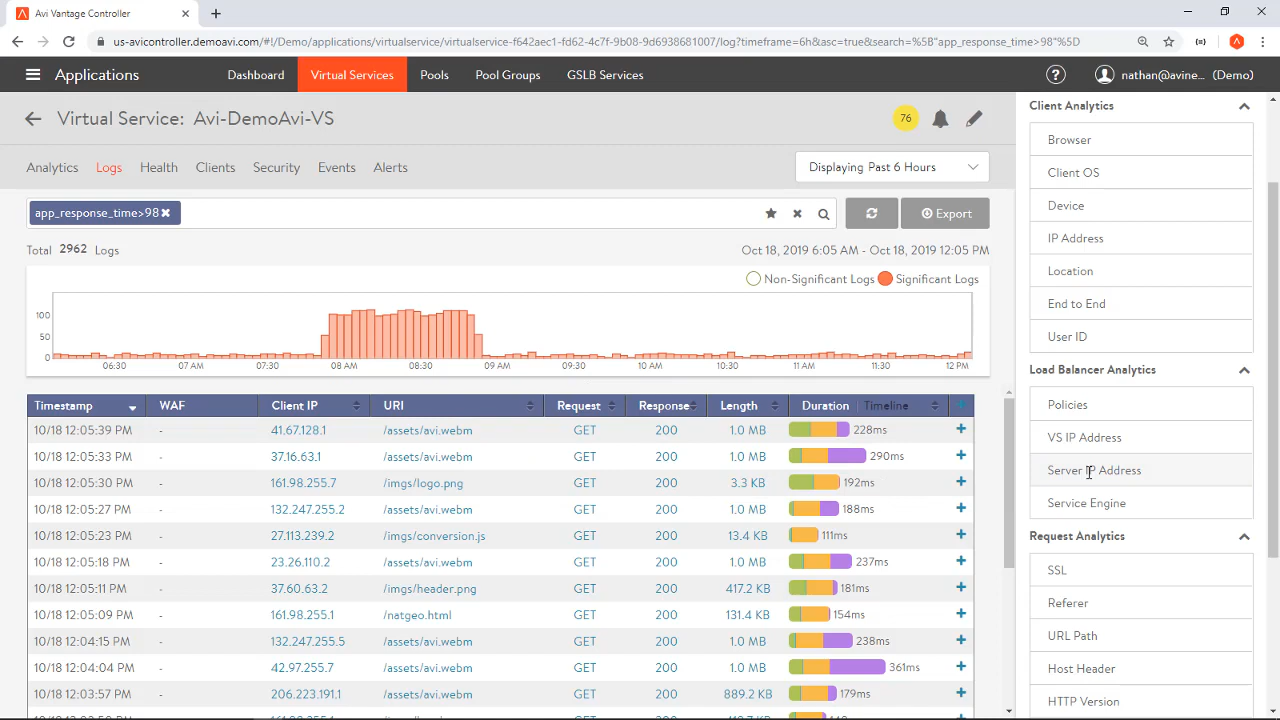 Avi Vantage Controller
us-avicontroller.demoavi.com/#!/Demo/applications/virtualservice/virtualservice-f642aec1-fd62-4c7f-9b08-9d6938681007/log?timeframe=6h&asc=true&search=%5B"app_response_time>98"%5D
Applications Dashboard Virtual Services Pools Pool Groups GSLB Services nathan@avine... (Demo)
Virtual Service: Avi-DemoAvi-VS 76
Analytics Logs Health Clients Security Events Alerts Displaying Past 6 Hours
app_response_time>98 Export
Total 2962 Logs Oct 18, 2019 6:05 AM - Oct 18, 2019 12:05 PM
Non-Significant Logs Significant Logs
100
50
0
06:30 07 AM 07:30 08 AM 08:30 09 AM 09:30 10 AM 10:30 11 AM 11:30 12 PM
Timestamp WAF Client IP URI Request Response Length Duration Timeline
10/18 12:05:39 PM - 41.67.128.1 /assets/avi.webm GET 200 1.0 MB 228ms
10/18 12:05:33 PM - 37.16.63.1 /assets/avi.webm GET 200 1.0 MB 290ms
10/18 12:05:30 PM - 161.98.255.7 /imgs/logo.png GET 200 3.3 KB 192ms
10/18 12:05:27 PM - 132.247.255.2 /assets/avi.webm GET 200 1.0 MB 188ms
10/18 12:05:23 PM - 27.113.239.2 /imgs/conversion.js GET 200 13.4 KB 111ms
10/18 12:05:18 PM - 23.26.110.2 /assets/avi.webm GET 200 1.0 MB 237ms
10/18 12:05:11 PM - 37.60.63.2 /imgs/header.png GET 200 417.2 KB 181ms
10/18 12:05:09 PM - 161.98.255.1 /natgeo.html GET 200 131.4 KB 154ms
10/18 12:04:15 PM - 132.247.255.5 /assets/avi.webm GET 200 1.0 MB 238ms
10/18 12:04:04 PM - 42.97.255.7 /assets/avi.webm GET 200 1.0 MB 361ms
10/18 12:03:57 PM - 206.223.191.1 /assets/avi.webm GET 200 889.2 KB 179ms
Client Analytics
Browser
Client OS
Device
IP Address
Location
End to End
User ID
Load Balancer Analytics
Policies
VS IP Address
Server IP Address
Service Engine
Request Analytics
SSL
Referer
URL Path
Host Header
HTTP Version